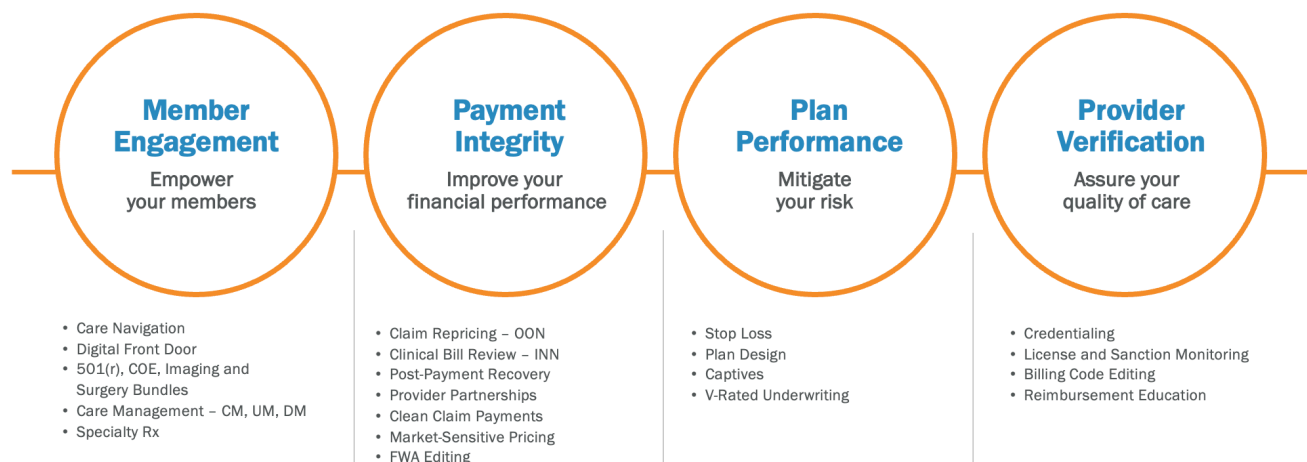 Member
Engagement
Empower
your members
• Care Navigation
• Digital Front Door
• 501(r), COE, Imaging and
Surgery Bundles
• Care Management – CM, UM, DM
• Specialty Rx
Payment
Integrity
Improve your
financial performance
• Claim Repricing – OON
• Clinical Bill Review – INN
• Post-Payment Recovery
• Provider Partnerships
• Clean Claim Payments
• Market-Sensitive Pricing
• FWA Editing
Plan
Performance
Mitigate
your risk
• Stop Loss
• Plan Design
• Captives
• V-Rated Underwriting
Provider
Verification
Assure your
quality of care
• Credentialing
• License and Sanction Monitoring
• Billing Code Editing
• Reimbursement Education